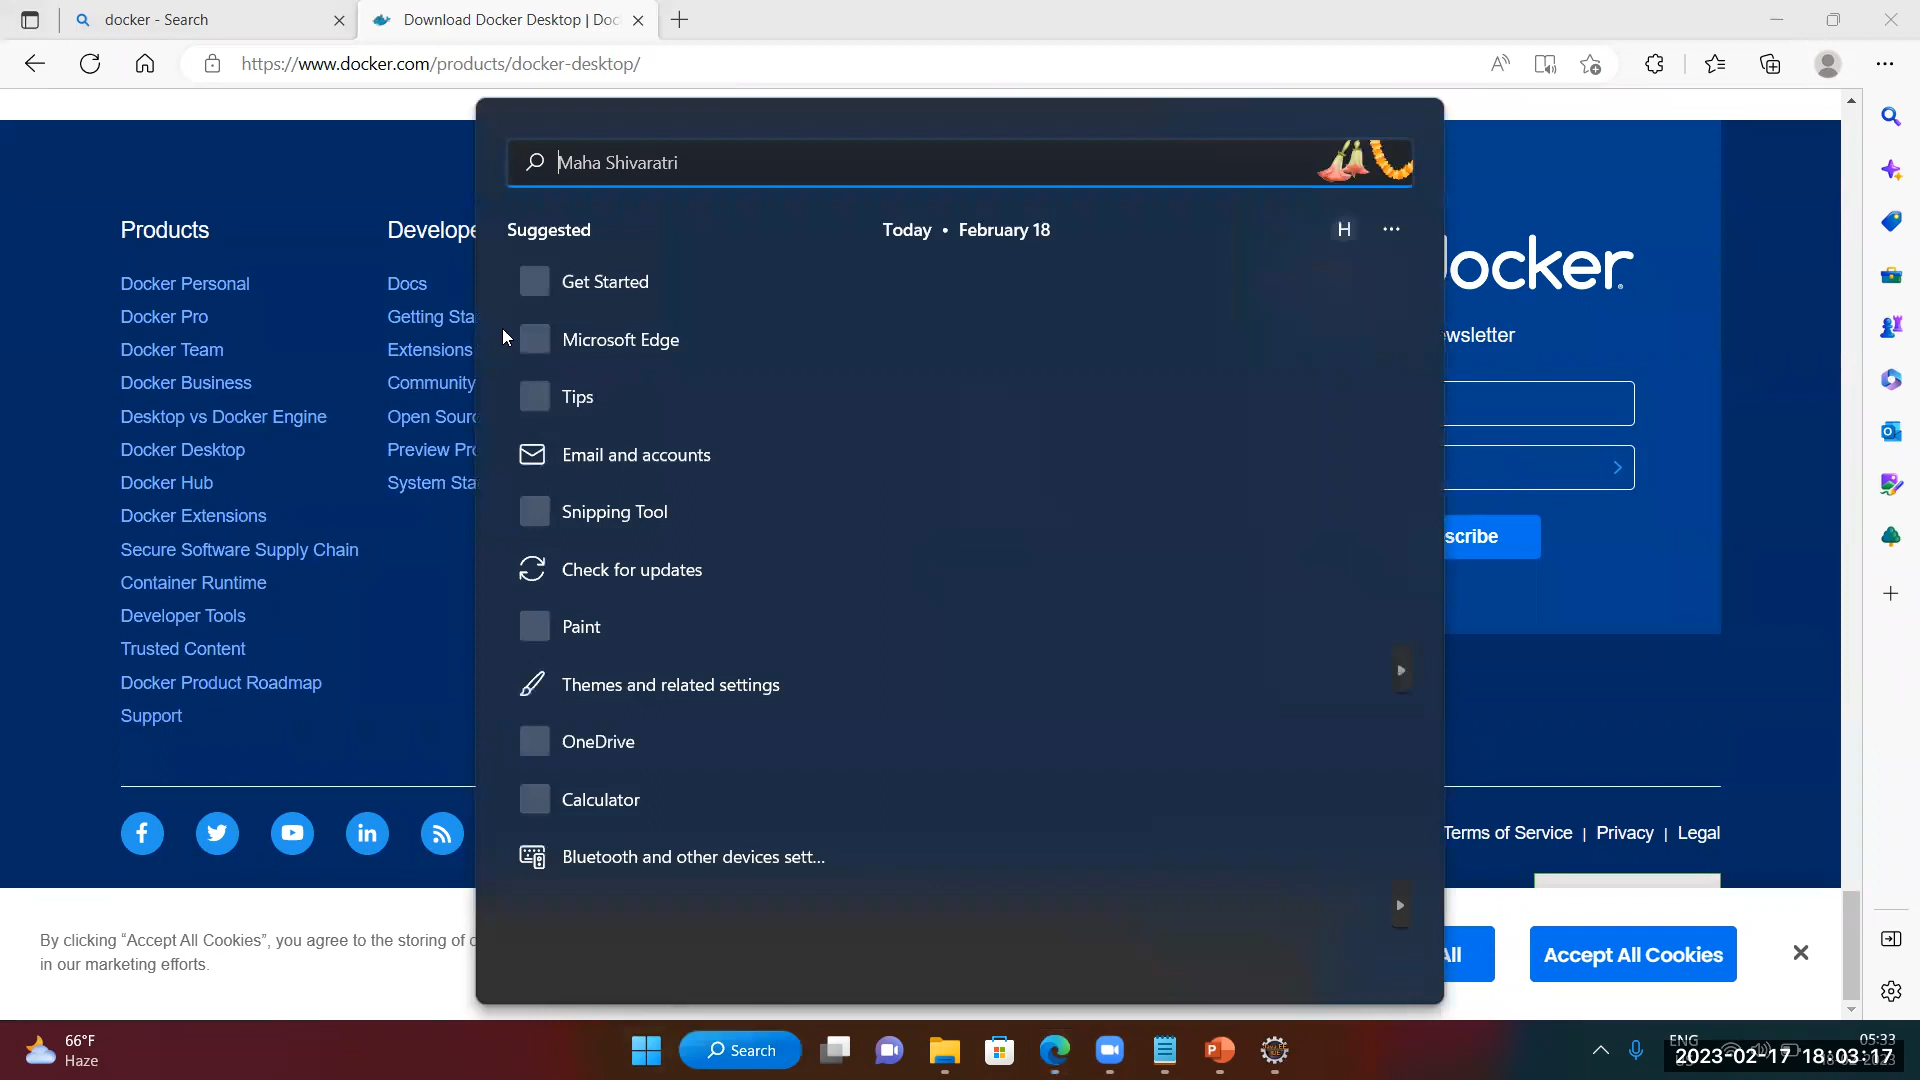 docker - Search
Download Docker Desktop | Doc
https://www.docker.com/products/docker-desktop/
Maha Shivaratri
Suggested
Today • February 18
H
Get Started
Microsoft Edge
Tips
Email and accounts
Snipping Tool
Check for updates
Paint
Themes and related settings
OneDrive
Calculator
Bluetooth and other devices sett...
Products
Docker Personal
Docker Pro
Docker Team
Docker Business
Desktop vs Docker Engine
Docker Desktop
Docker Hub
Docker Extensions
Secure Software Supply Chain
Container Runtime
Developer Tools
Trusted Content
Docker Product Roadmap
Support
Develope
Docs
Getting Sta
Extensions
Community
Open Sourc
Preview Pro
System Sta
ocker
ewsletter
scribe
Terms of Service | Privacy | Legal
By clicking “Accept All Cookies”, you agree to the storing of c
in our marketing efforts.
All
Accept All Cookies
66°F
Haze
Search
ENG
05:33
2023-02-17 18:03:17